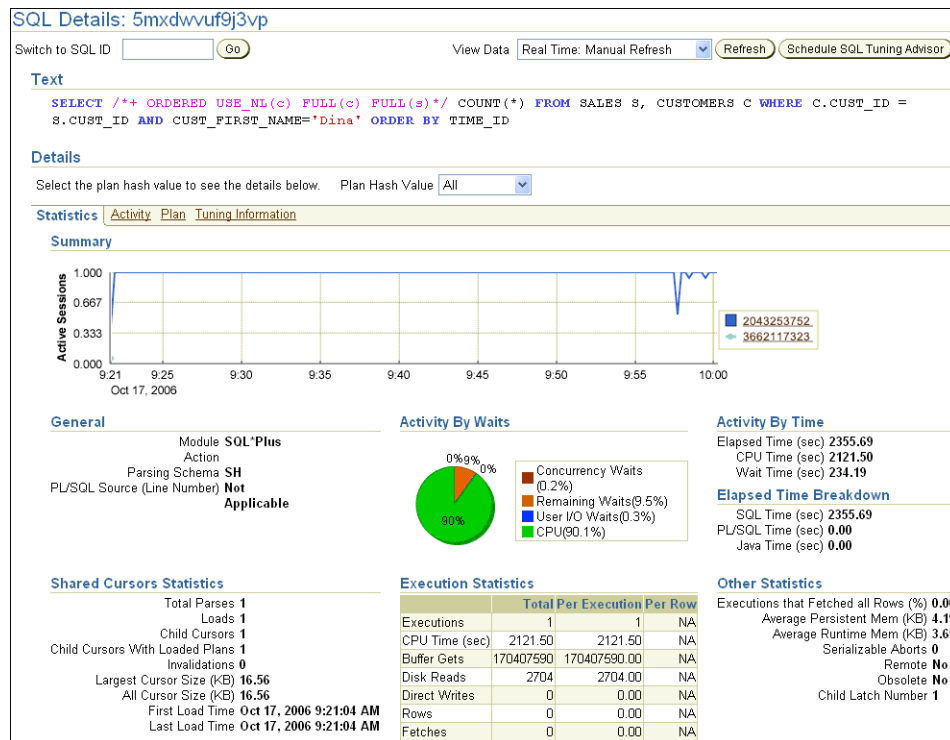 SQL Details: 5mxdwvuf9j3vp
Switch to SQL ID Go View Data Real Time: Manual Refresh Refresh Schedule SQL Tuning Advisor
Text
SELECT /*+ ORDERED USE_NL(c) FULL(c) FULL(s)*/ COUNT(*) FROM SALES S, CUSTOMERS C WHERE C.CUST_ID =
S.CUST_ID AND CUST_FIRST_NAME='Dina' ORDER BY TIME_ID
Details
Select the plan hash value to see the details below. Plan Hash Value All
Statistics Activity Plan Tuning Information
Summary
Active Sessions
1.000
0.667
0.333
0.000
9:21 9:25 9:30 9:35 9:40 9:45 9:50 9:55 10:00
Oct 17, 2006
2043253752
3662117323
General
Module SQL*Plus
Action
Parsing Schema SH
PL/SQL Source (Line Number) Not
Applicable
Activity By Waits
0% 9%
0%
90%
Concurrency Waits
(0.2%)
Remaining Waits(9.5%)
User I/O Waits(0.3%)
CPU(90.1%)
Activity By Time
Elapsed Time (sec) 2355.69
CPU Time (sec) 2121.50
Wait Time (sec) 234.19
Elapsed Time Breakdown
SQL Time (sec) 2355.69
PL/SQL Time (sec) 0.00
Java Time (sec) 0.00
Shared Cursors Statistics
Total Parses 1
Loads 1
Child Cursors 1
Child Cursors With Loaded Plans 1
Invalidations 0
Largest Cursor Size (KB) 16.56
All Cursor Size (KB) 16.56
First Load Time Oct 17, 2006 9:21:04 AM
Last Load Time Oct 17, 2006 9:21:04 AM
Execution Statistics
Total Per Execution Per Row
Executions 1 1 NA
CPU Time (sec) 2121.50 2121.50 NA
Buffer Gets 170407590 170407590.00 NA
Disk Reads 2704 2704.00 NA
Direct Writes 0 0.00 NA
Rows 0 0.00 NA
Fetches 0 0.00 NA
Other Statistics
Executions that Fetched all Rows (%) 0.0
Average Persistent Mem (KB) 4.1
Average Runtime Mem (KB) 3.6
Serializable Aborts 0
Remote No
Obsolete No
Child Latch Number 1